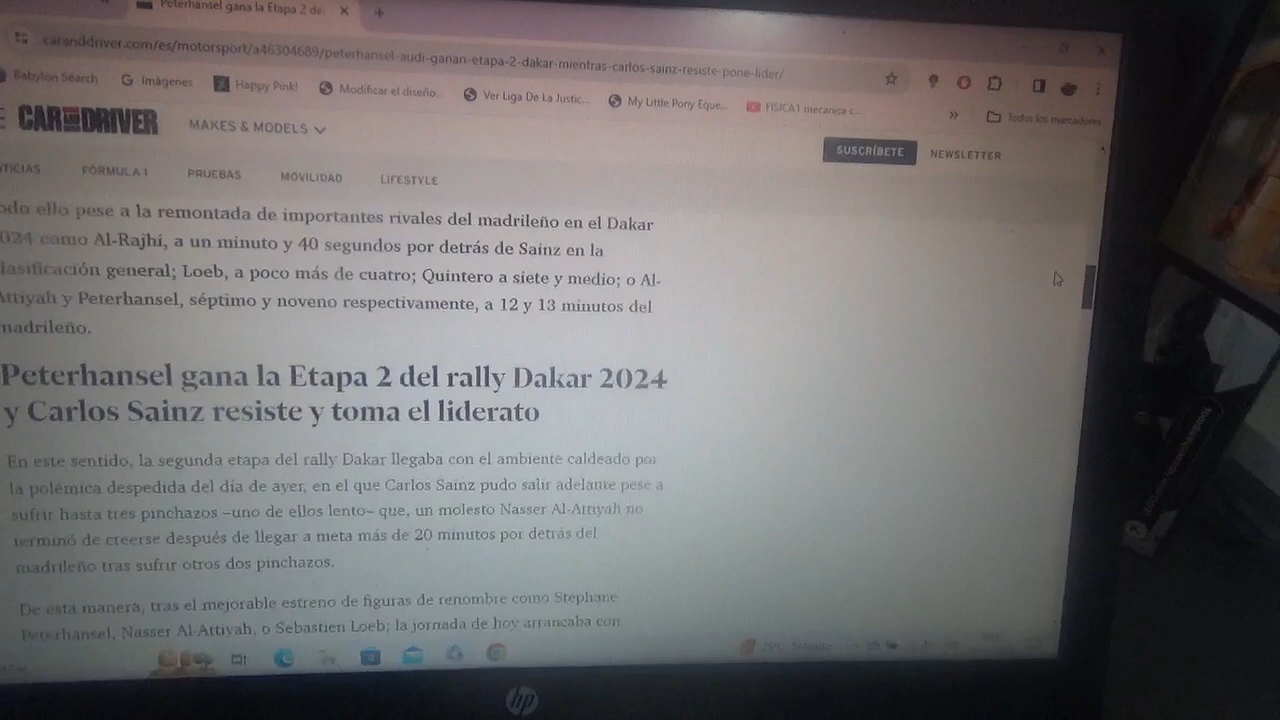 Peterhansel gana la Etapa 2 de
caranddriver.com/es/motorsport/a46304689/peterhansel-audi-ganan-etapa-2-dakar-mientras-carlos-sainz-resiste-pone-lider/
Babylon Search Imágenes Happy Pink! Modificar el diseño... Ver Liga De La Justic... My Little Pony Eque... FISICA 1 mecanica c... » Todos los marcadores
CAR AND DRIVER MAKES & MODELS SUSCRÍBETE NEWSLETTER
TICIAS FÓRMULA 1 PRUEBAS MOVILIDAD LIFESTYLE
odo ello pese a la remontada de importantes rivales del madrileño en el Dakar
024 como Al-Rajhi, a un minuto y 40 segundos por detrás de Sainz en la
lasificación general; Loeb, a poco más de cuatro; Quintero a siete y medio; o Al-
Attiyah y Peterhansel, séptimo y noveno respectivamente, a 12 y 13 minutos del
madrileño.
Peterhansel gana la Etapa 2 del rally Dakar 2024
y Carlos Sainz resiste y toma el liderato
En este sentido, la segunda etapa del rally Dakar llegaba con el ambiente caldeado por
la polémica despedida del día de ayer, en el que Carlos Sainz pudo salir adelante pese a
sufrir hasta tres pinchazos –uno de ellos lento– que, un molesto Nasser Al-Attiyah no
terminó de creerse después de llegar a meta más de 20 minutos por detrás del
madrileño tras sufrir otros dos pinchazos.
De esta manera, tras el mejorable estreno de figuras de renombre como Stéphane
Peterhansel, Nasser Al-Attiyah, o Sebastien Loeb; la jornada de hoy arrancaba con
hp